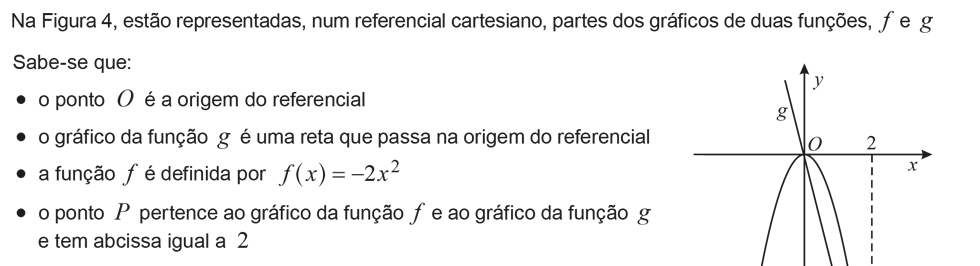 Na Figura 4, estão representadas, num referencial cartesiano, partes dos gráficos de duas funções, f e g
Sabe-se que:
• o ponto O é a origem do referencial
• o gráfico da função g é uma reta que passa na origem do referencial
• a função f é definida por f(x) = –2x²
• o ponto P pertence ao gráfico da função f e ao gráfico da função g
e tem abcissa igual a 2
y
g
O
2
x